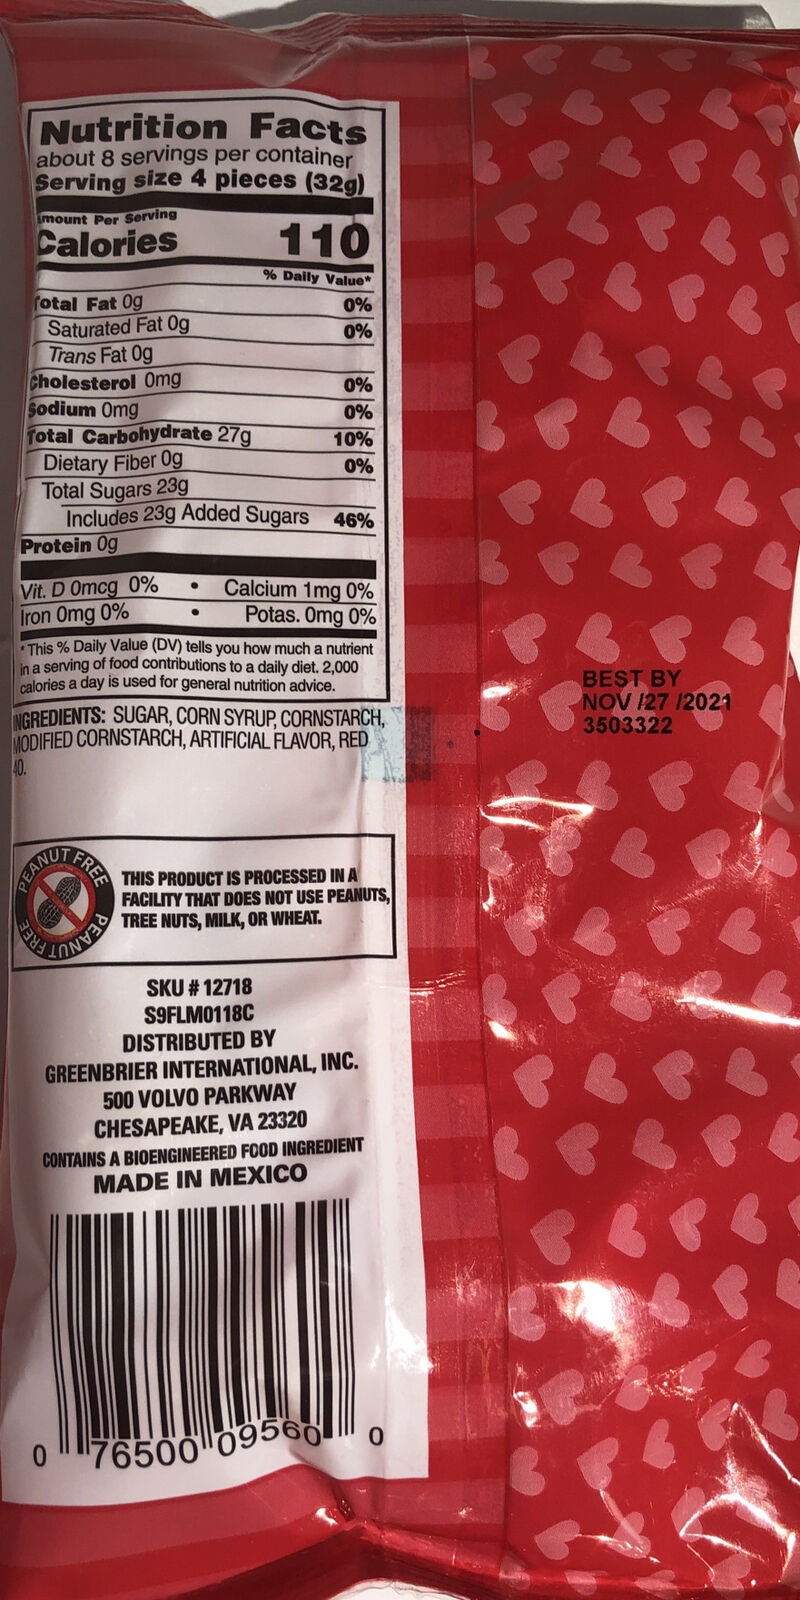 Nutrition Facts
about 8 servings per container
Serving size 4 pieces (32g)
Amount Per Serving
Calories 110
% Daily Value*
Total Fat 0g 0%
Saturated Fat 0g 0%
Trans Fat 0g
Cholesterol 0mg 0%
Sodium 0mg 0%
Total Carbohydrate 27g 10%
Dietary Fiber 0g 0%
Total Sugars 23g
Includes 23g Added Sugars 46%
Protein 0g
Vit. D 0mcg 0% • Calcium 1mg 0%
Iron 0mg 0% • Potas. 0mg 0%
* This % Daily Value (DV) tells you how much a nutrient
in a serving of food contributions to a daily diet. 2,000
calories a day is used for general nutrition advice.
INGREDIENTS: SUGAR, CORN SYRUP, CORNSTARCH,
MODIFIED CORNSTARCH, ARTIFICIAL FLAVOR, RED
40.
PEANUT FREE
PEANUT FREE
THIS PRODUCT IS PROCESSED IN A
FACILITY THAT DOES NOT USE PEANUTS,
TREE NUTS, MILK, OR WHEAT.
SKU # 12718
S9FLM0118C
DISTRIBUTED BY
GREENBRIER INTERNATIONAL, INC.
500 VOLVO PARKWAY
CHESAPEAKE, VA 23320
CONTAINS A BIOENGINEERED FOOD INGREDIENT
MADE IN MEXICO
0 76500 09560 0
BEST BY
NOV /27 /2021
3503322